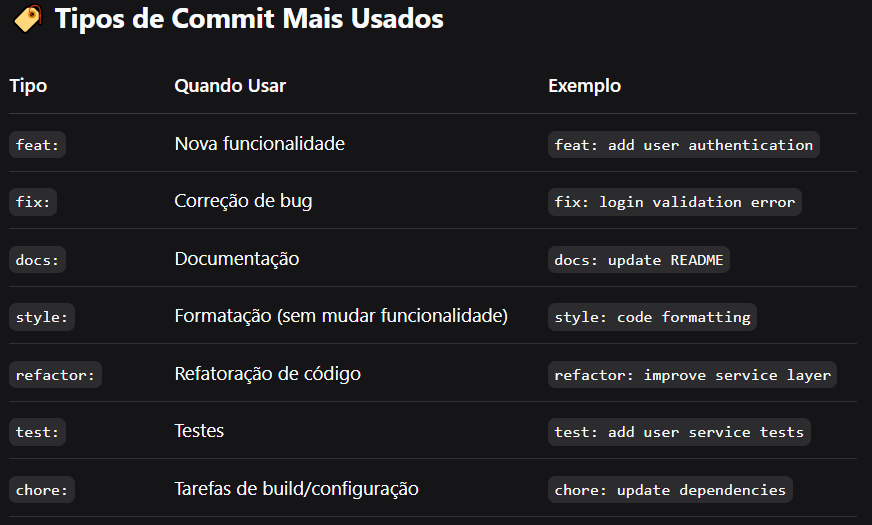 Tipos de Commit Mais Usados
Tipo Quando Usar Exemplo
feat: Nova funcionalidade feat: add user authentication
fix: Correção de bug fix: login validation error
docs: Documentação docs: update README
style: Formatação (sem mudar funcionalidade) style: code formatting
refactor: Refatoração de código refactor: improve service layer
test: Testes test: add user service tests
chore: Tarefas de build/configuração chore: update dependencies